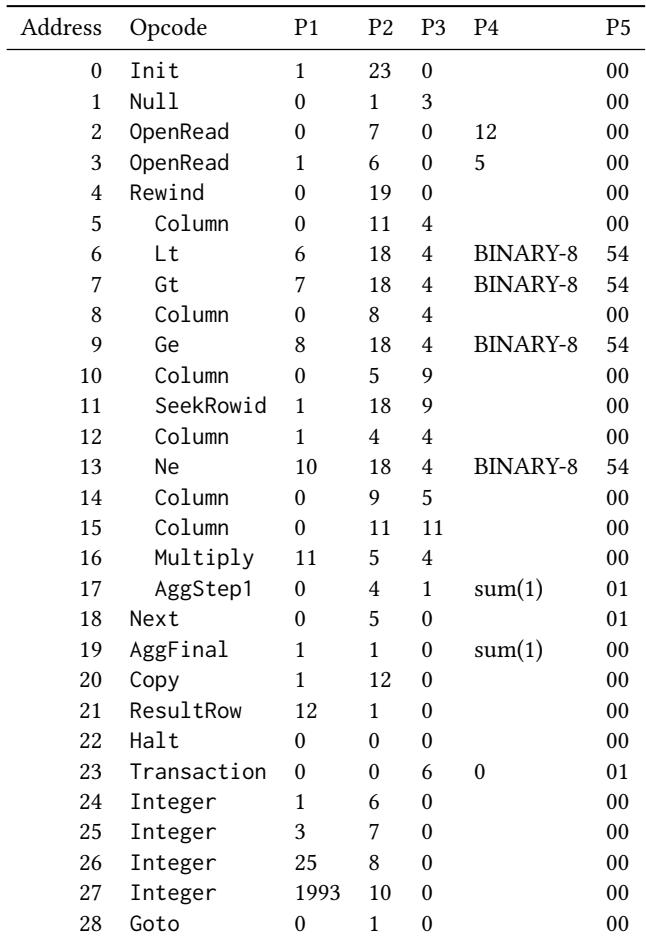 Address Opcode P1 P2 P3 P4 P5
0 Init 1 23 0 00
1 Null 0 1 3 00
2 OpenRead 0 7 0 12 00
3 OpenRead 1 6 0 5 00
4 Rewind 0 19 0 00
5 Column 0 11 4 00
6 Lt 6 18 4 BINARY-8 54
7 Gt 7 18 4 BINARY-8 54
8 Column 0 8 4 00
9 Ge 8 18 4 BINARY-8 54
10 Column 0 5 9 00
11 SeekRowid 1 18 9 00
12 Column 1 4 4 00
13 Ne 10 18 4 BINARY-8 54
14 Column 0 9 5 00
15 Column 0 11 11 00
16 Multiply 11 5 4 00
17 AggStep1 0 4 1 sum(1) 01
18 Next 0 5 0 01
19 AggFinal 1 1 0 sum(1) 00
20 Copy 1 12 0 00
21 ResultRow 12 1 0 00
22 Halt 0 0 0 00
23 Transaction 0 0 6 0 01
24 Integer 1 6 0 00
25 Integer 3 7 0 00
26 Integer 25 8 0 00
27 Integer 1993 10 0 00
28 Goto 0 1 0 00